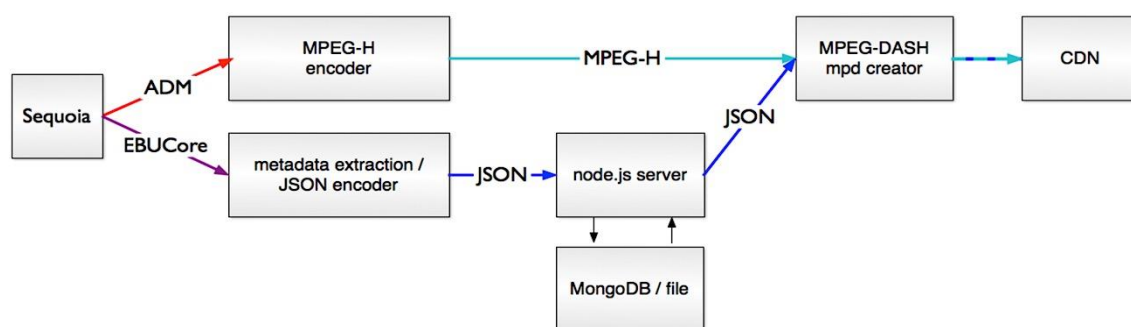 MPEG-H
encoder
MPEG-H
MPEG-DASH
mpd creator
CDN
ADM
Sequoia
JSON
EBUCore
metadata extraction /
JSON encoder
JSON
node.js server
MongoDB / file